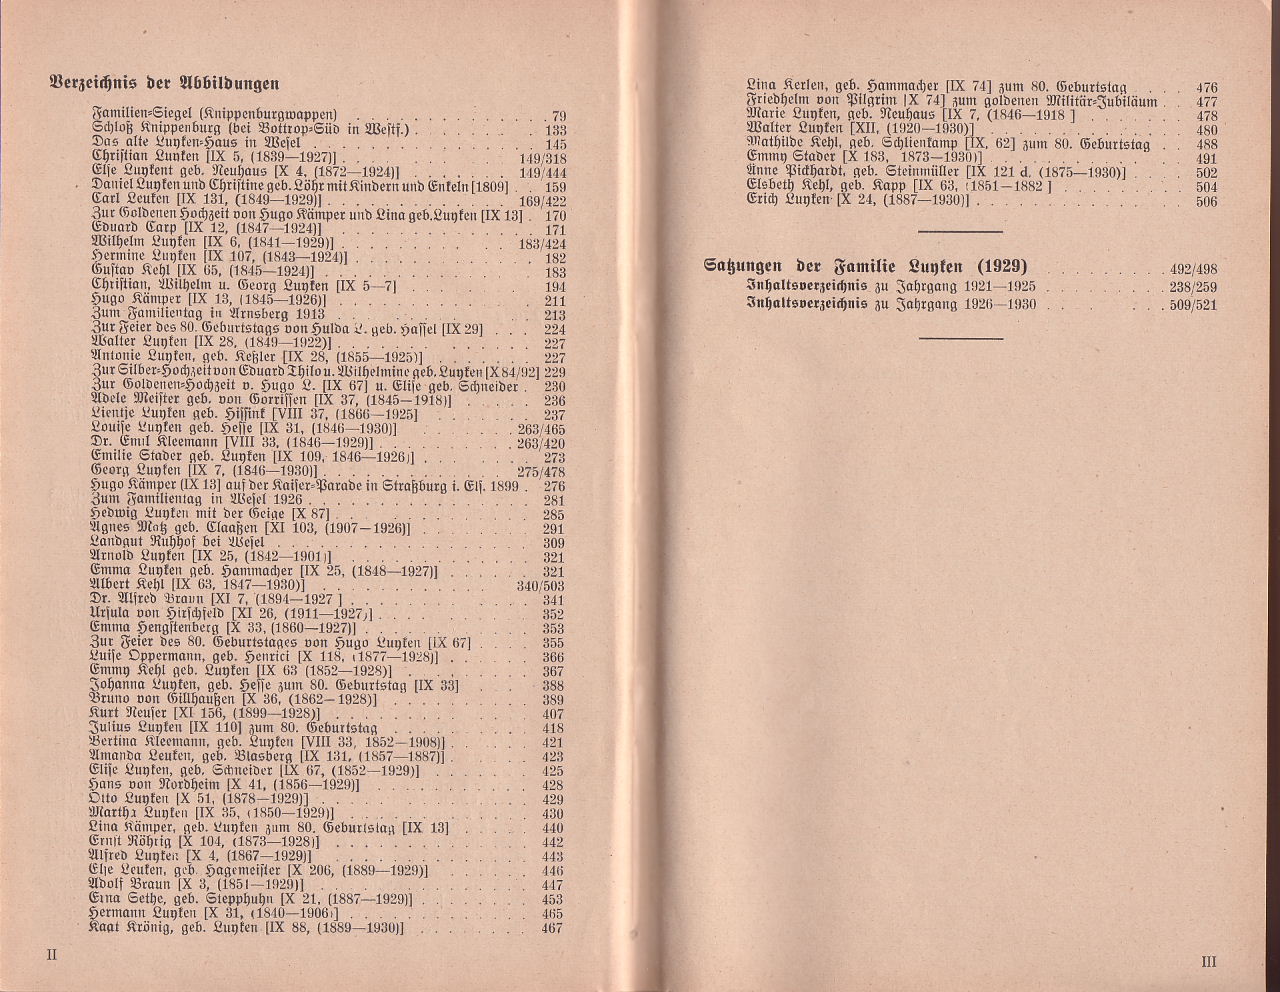 Verzeichnis der Abbildungen
Familien-Siegel (Knippenburgwappen) . . . 79
Schloß Knippenburg (bei Bottrop-Süd in Westf.) . . . 133
Das alte Luyken-Haus in Wesel . . . 145
Christian Luyken [IX 5, (1839—1927)] . . . 149/318
Else Luykent geb. Neuhaus [X 4, (1872—1924)] . . . 149/444
Daniel Luyken und Christine geb. Löhr mit Kindern und Enkeln [1809] . 159
Carl Leuken [IX 131, (1849—1929)] . . . 169/422
Zur Goldenen Hochzeit von Hugo Kämper und Lina geb. Luyken [IX 13] . 170
Eduard Carp [IX 12, (1847—1924)] . . . 171
Wilhelm Luyken [IX 6, (1841—1929)] . . . 183/424
Hermine Luyken [IX 107, (1843—1924)] . . . 182
Gustav Kehl [IX 65, (1845—1924)] . . . 183
Christian, Wilhelm u. Georg Luyken [IX 5—7] . . . 194
Hugo Kämper [IX 13, (1845—1926)] . . . 211
Zum Familientag in Arnsberg 1913 . . . 213
Zur Feier des 80. Geburtstags von Hulda L. geb. Hassel [IX 29] . . . 224
Walter Luyken [IX 28, (1849—1922)] . . . 227
Antonie Luyken, geb. Keßler [IX 28, (1855—1925)] . . . 227
Zur Silber-Hochzeit von Eduard Thilo u. Wilhelmine geb. Luyken [X 84/92] 229
Zur Goldenen-Hochzeit v. Hugo L. [IX 67] u. Elise geb. Schneider . 230
Adele Meister geb. von Gorrissen [IX 37, (1845—1918)] . . . 236
Lientje Luyken geb. Hissink [VIII 37, (1866—1925] . . . 237
Louise Luyken geb. Hesse [IX 31, (1846—1930)] . . . 263/465
Dr. Emil Kleemann [VIII 33, (1846—1929)] . . . 263/420
Emilie Stader geb. Luyken [IX 109, 1846—1926)] . . . 273
Georg Luyken [IX 7, (1846—1930)] . . . 275/478
Hugo Kämper [IX 13] auf der Kaiser-Parade in Straßburg i. Els. 1899 . 276
Zum Familientag in Wesel 1926 . . . 281
Hedwig Luyken mit der Geige [X 87] . . . 285
Agnes Matz geb. Claaßen [XI 103, (1907—1926)] . . . 291
Landgut Ruhhof bei Wesel . . . 309
Arnold Luyken [IX 25, (1842—1901)] . . . 321
Emma Luyken geb. Hammacher [IX 25, (1848—1927)] . . . 321
Albert Kehl [IX 63, 1847—1930)] . . . 340/503
Dr. Alfred Braun [XI 7, (1894—1927 ] . . . 341
Ursula von Hirschfeld [XI 26, (1911—1927)] . . . 352
Emma Hengstenberg [X 33, (1860—1927)] . . . 353
Zur Feier des 80. Geburtstages von Hugo Luyken [IX 67] . . . 355
Luise Oppermann, geb. Henrici [X 118, (1877—1928)] . . . 366
Emmy Kehl geb. Luyken [IX 63 (1852—1928)] . . . 367
Johanna Luyken, geb. Hesse zum 80. Geburtstag [IX 33] . . . 388
Bruno von Gillhaußen [X 36, (1862—1928)] . . . 389
Kurt Neuser [XI 156, (1899—1928)] . . . 407
Julius Luyken [IX 110] zum 80. Geburtstag . . . 418
Bertina Kleemann, geb. Luyken [VIII 33, 1852—1908)] . . . 421
Amanda Leuken, geb. Blasberg [IX 131, (1857—1887)] . . . 423
Elise Luyken, geb. Schneider [IX 67, (1852—1929)] . . . 425
Hans von Nordheim [X 41, (1856—1929)] . . . 428
Otto Luyken [X 51, (1878—1929)] . . . 429
Martha Luyken [IX 35, (1850—1929)] . . . 430
Lina Kämper, geb. Luyken zum 80. Geburtstag [IX 13] . . . 440
Ernst Röhrig [X 104, (1873—1928)] . . . 442
Alfred Luyken [X 4, (1867—1929)] . . . 443
Else Leuken, geb. Hagemeister [X 206, (1889—1929)] . . . 446
Adolf Braun [X 3, (1851—1929)] . . . 447
Erna Sethe, geb. Stepphuhn [X 21, (1887—1929)] . . . 453
Hermann Luyken [X 31, (1840—1906)] . . . 465
Kaat Krönig, geb. Luyken [IX 88, (1889—1930)] . . . 467
II
Lina Kerlen, geb. Hammacher [IX 74] zum 80. Geburtstag . . . 476
Friedhelm von Pilgrim [X 74] zum goldenen Militär-Jubiläum . . . 477
Marie Luyken, geb. Neuhaus [IX 7, (1846—1918 ] . . . 478
Walter Luyken [XII, (1920—1930)] . . . 480
Mathilde Kehl, geb. Schlienkamp [IX, 62] zum 80. Geburtstag . . . 488
Emmy Stader [X 183, 1873—1930)] . . . 491
Anne Pickhardt, geb. Steinmüller [IX 121 d, (1875—1930)] . . . 502
Elsbeth Kehl, geb. Kapp [IX 63, (1851—1882 ] . . . 504
Erich Luyken [X 24, (1887—1930)] . . . 506
Satzungen der Familie Luyken (1929) . . . 492/498
Inhaltsverzeichnis zu Jahrgang 1921—1925 . . . 238/259
Inhaltsverzeichnis zu Jahrgang 1926—1930 . . . 509/521
III